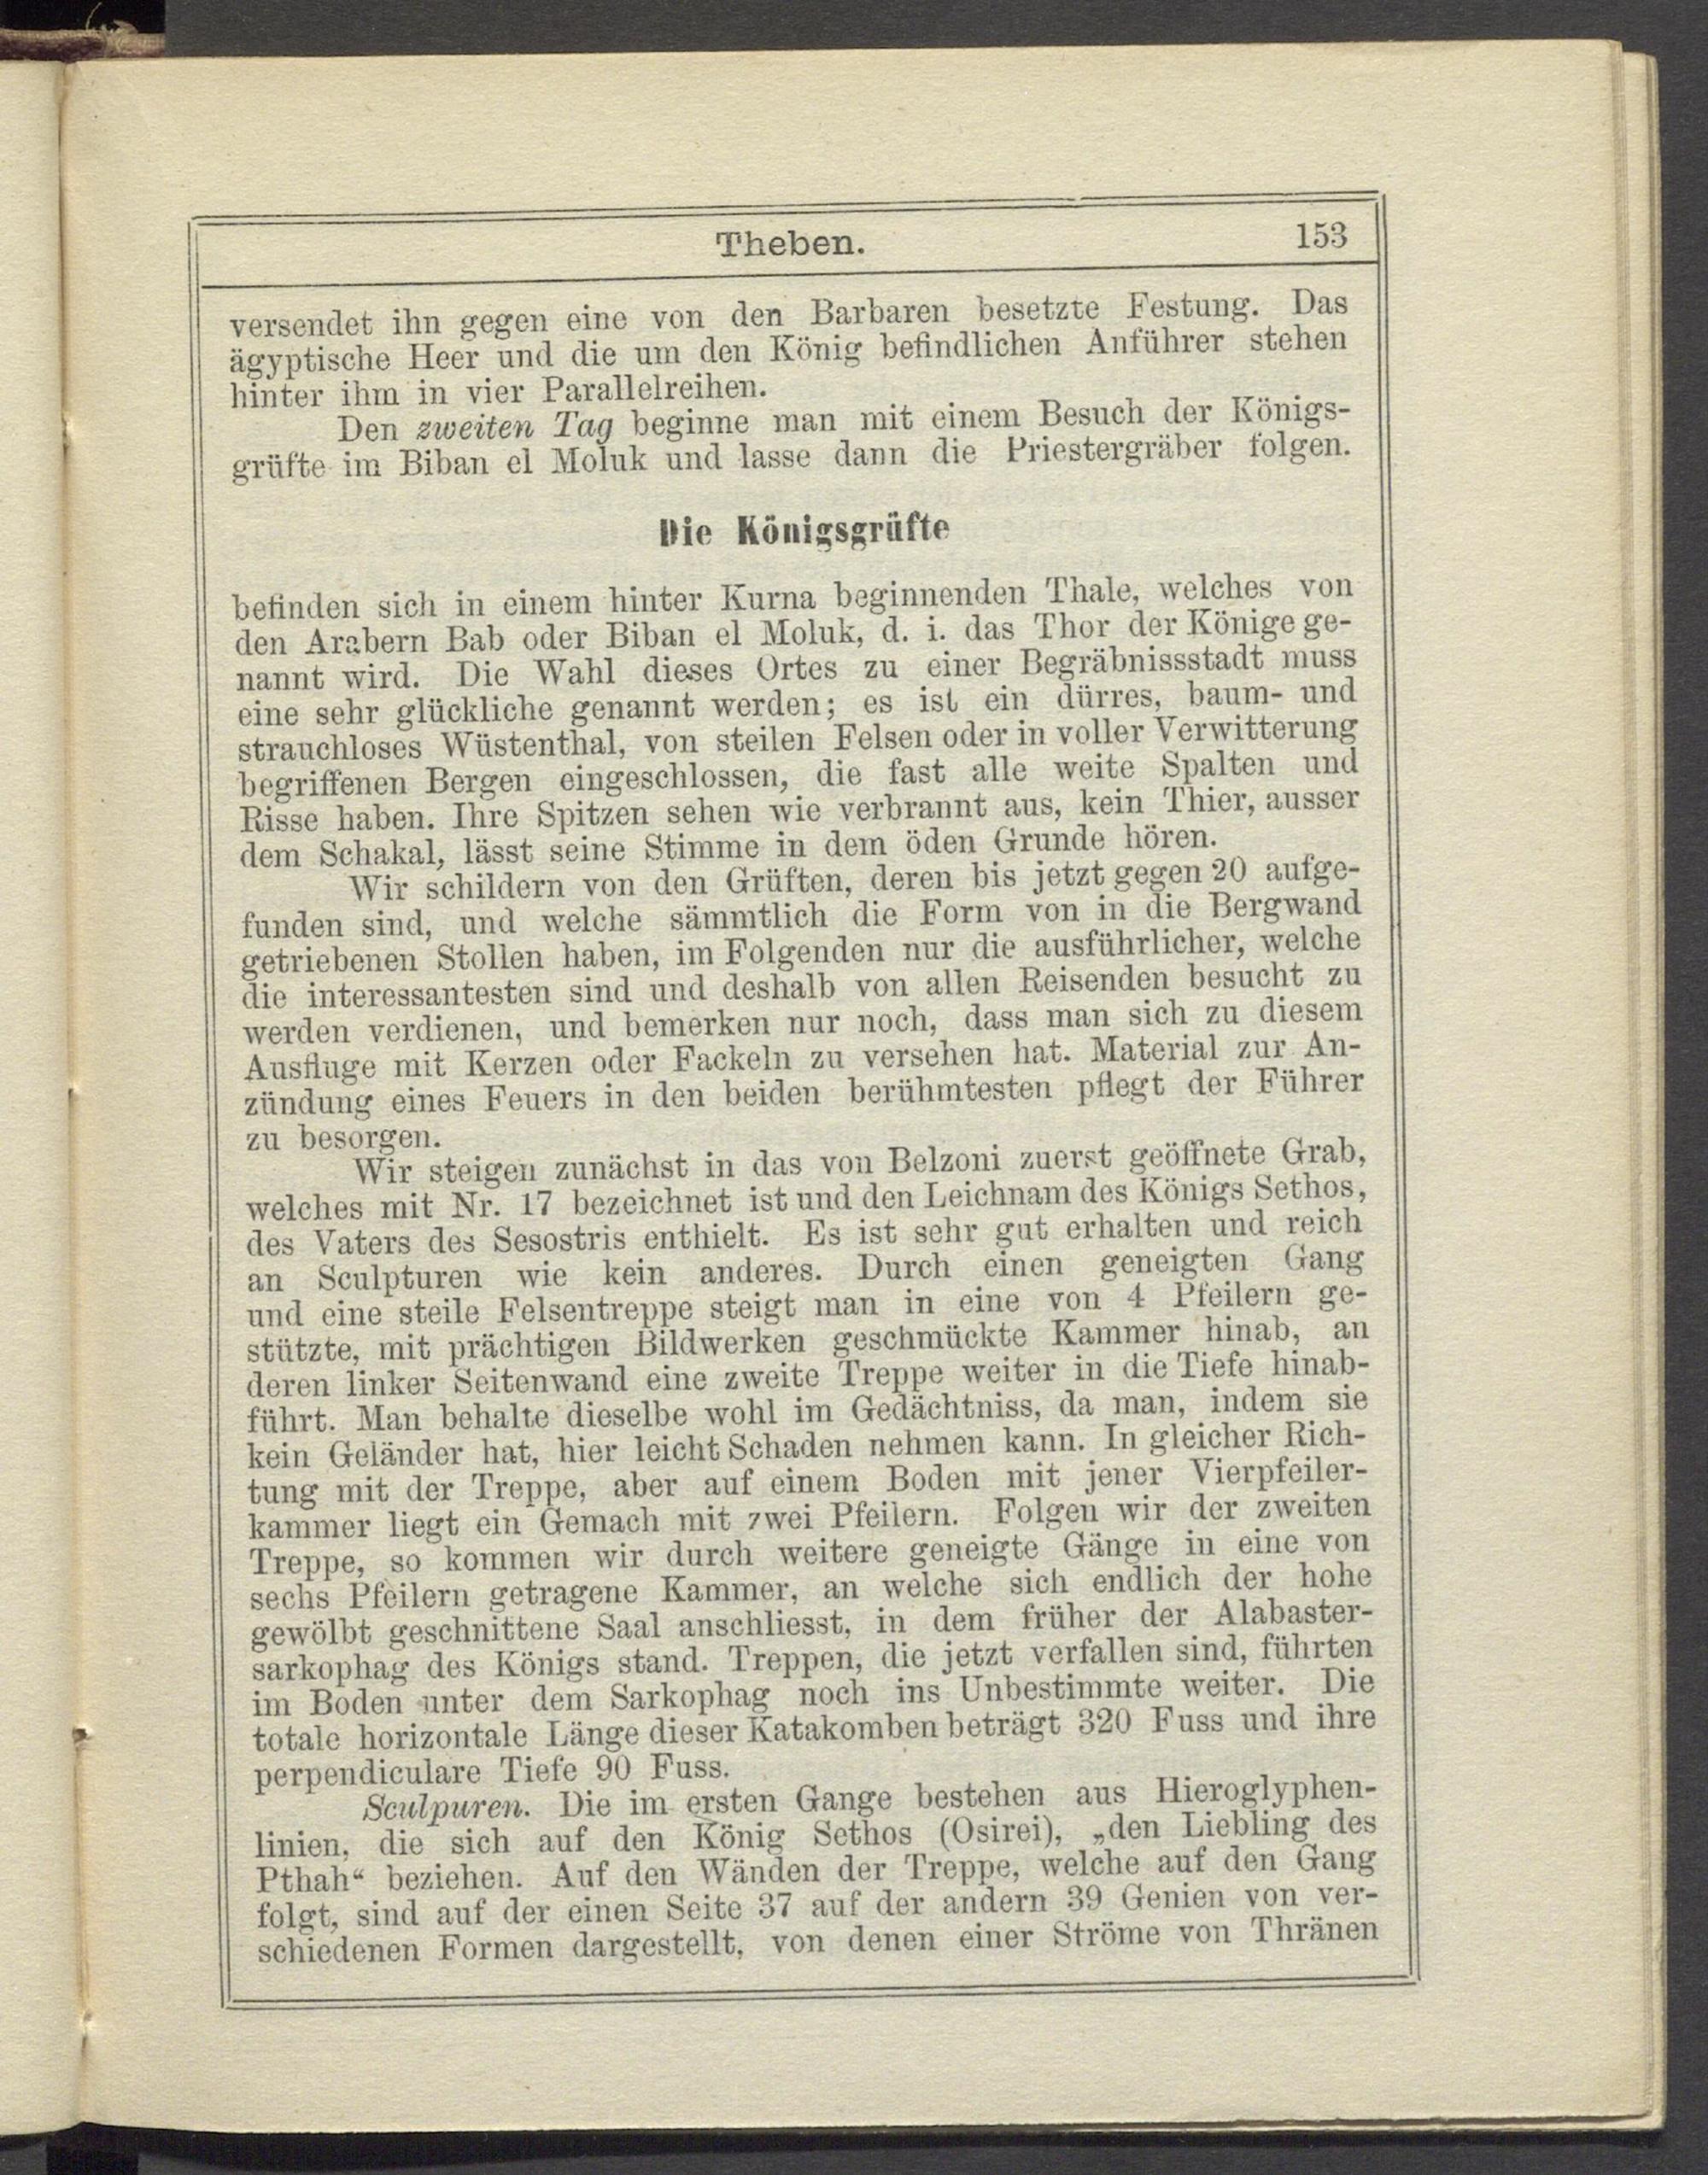 Theben. 153
versendet ihn gegen eine von den Barbaren besetzte Festung. Das
ägyptische Heer und die um den König befindlichen Anführer stehen
hinter ihm in vier Parallelreihen.
Den zweiten Tag beginne man mit einem Besuch der Königs-
grüfte im Biban el Moluk und lasse dann die Priestergräber folgen.
Die Königsgrüfte
befinden sich in einem hinter Kurna beginnenden Thale, welches von
den Arabern Bab oder Biban el Moluk, d. i. das Thor der Könige ge-
nannt wird. Die Wahl dieses Ortes zu einer Begräbnissstadt muss
eine sehr glückliche genannt werden; es ist ein dürres, baum- und
strauchloses Wüstenthal, von steilen Felsen oder in voller Verwitterung
begriffenen Bergen eingeschlossen, die fast alle weite Spalten und
Risse haben. Ihre Spitzen sehen wie verbrannt aus, kein Thier, ausser
dem Schakal, lässt seine Stimme in dem öden Grunde hören.
Wir schildern von den Grüften, deren bis jetzt gegen 20 aufge-
funden sind, und welche sämmtlich die Form von in die Bergwand
getriebenen Stollen haben, im Folgenden nur die ausführlicher, welche
die interessantesten sind und deshalb von allen Reisenden besucht zu
werden verdienen, und bemerken nur noch, dass man sich zu diesem
Ausfluge mit Kerzen oder Fackeln zu versehen hat. Material zur An-
zündung eines Feuers in den beiden berühmtesten pflegt der Führer
zu besorgen.
Wir steigen zunächst in das von Belzoni zuerst geöffnete Grab,
welches mit Nr. 17 bezeichnet ist und den Leichnam des Königs Sethos,
des Vaters des Sesostris enthielt. Es ist sehr gut erhalten und reich
an Sculpturen wie kein anderes. Durch einen geneigten Gang
und eine steile Felsentreppe steigt man in eine von 4 Pfeilern ge-
stützte, mit prächtigen Bildwerken geschmückte Kammer hinab, an
deren linker Seitenwand eine zweite Treppe weiter in die Tiefe hinab-
führt. Man behalte dieselbe wohl im Gedächtniss, da man, indem sie
kein Geländer hat, hier leicht Schaden nehmen kann. In gleicher Rich-
tung mit der Treppe, aber auf einem Boden mit jener Vierpfeiler-
kammer liegt ein Gemach mit zwei Pfeilern. Folgen wir der zweiten
Treppe, so kommen wir durch weitere geneigte Gänge in eine von
sechs Pfeilern getragene Kammer, an welche sich endlich der hohe
gewölbt geschnittene Saal anschliesst, in dem früher der Alabaster-
sarkophag des Königs stand. Treppen, die jetzt verfallen sind, führten
im Boden unter dem Sarkophag noch ins Unbestimmte weiter. Die
totale horizontale Länge dieser Katakomben beträgt 320 Fuss und ihre
perpendiculare Tiefe 90 Fuss.
Sculpuren. Die im ersten Gange bestehen aus Hieroglyphen-
linien, die sich auf den König Sethos (Osirei), „den Liebling des
Pthah“ beziehen. Auf den Wänden der Treppe, welche auf den Gang
folgt, sind auf der einen Seite 37 auf der andern 39 Genien von ver-
schiedenen Formen dargestellt, von denen einer Ströme von Thränen